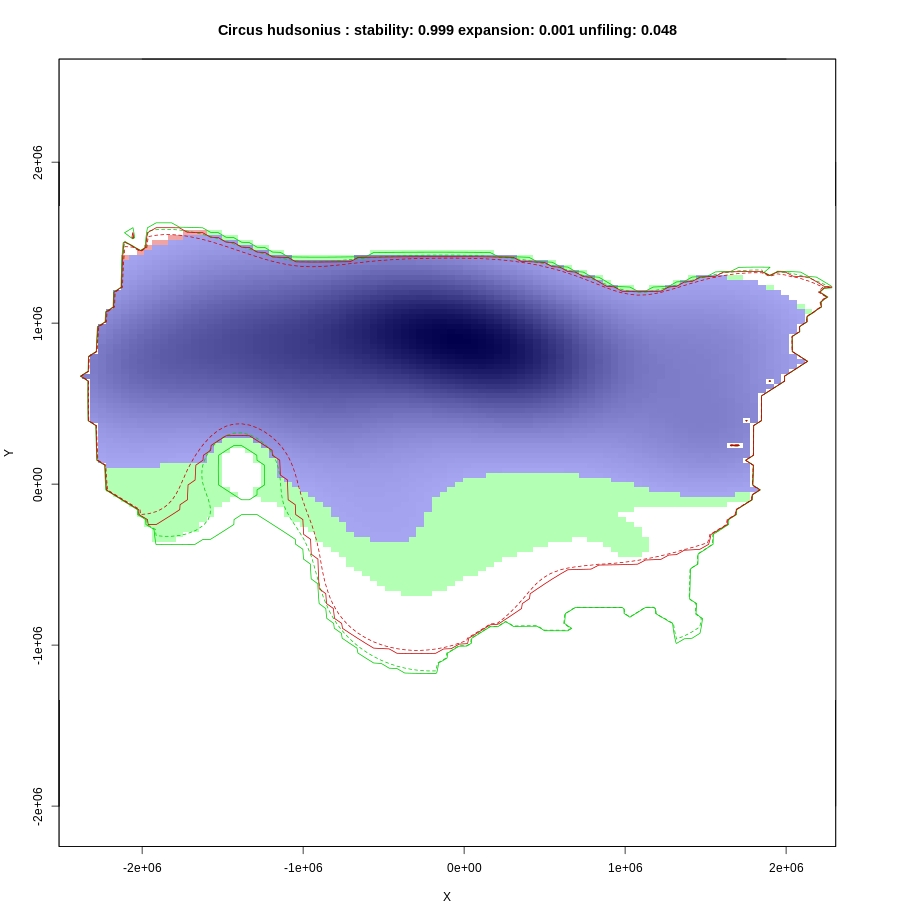 Circus hudsonius : stability: 0.999 expansion: 0.001 unfiling: 0.048
2e+06
1e+06
0e+00
-1e+06
-2e+06
Y
-2e+06 -1e+06 0e+00 1e+06 2e+06
X